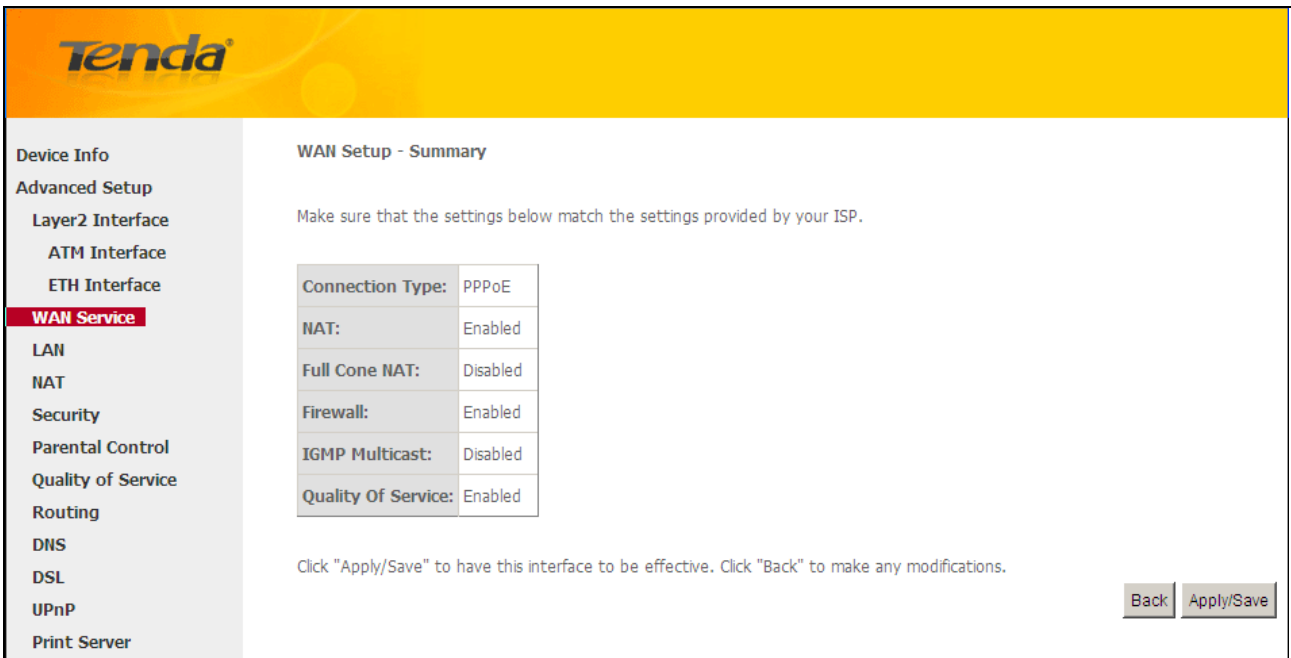 Tenda®
Device Info
Advanced Setup
Layer2 Interface
ATM Interface
ETH Interface
WAN Service
LAN
NAT
Security
Parental Control
Quality of Service
Routing
DNS
DSL
UPnP
Print Server
WAN Setup - Summary
Make sure that the settings below match the settings provided by your ISP.
Connection Type: PPPoE
NAT: Enabled
Full Cone NAT: Disabled
Firewall: Enabled
IGMP Multicast: Disabled
Quality Of Service: Enabled
Click "Apply/Save" to have this interface to be effective. Click "Back" to make any modifications.
Back Apply/Save